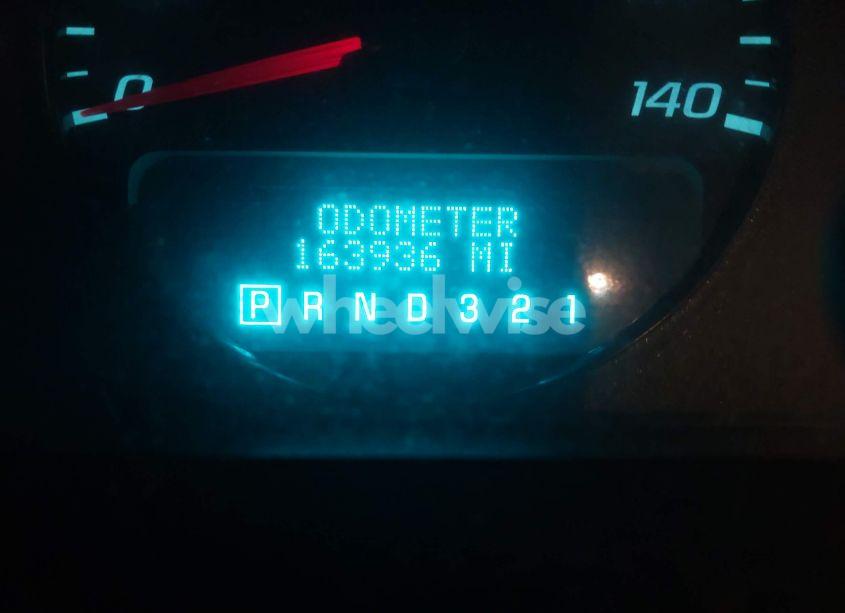 0 140
ODOMETER
163936 MI
P R N D 3 2 1
wheelwise